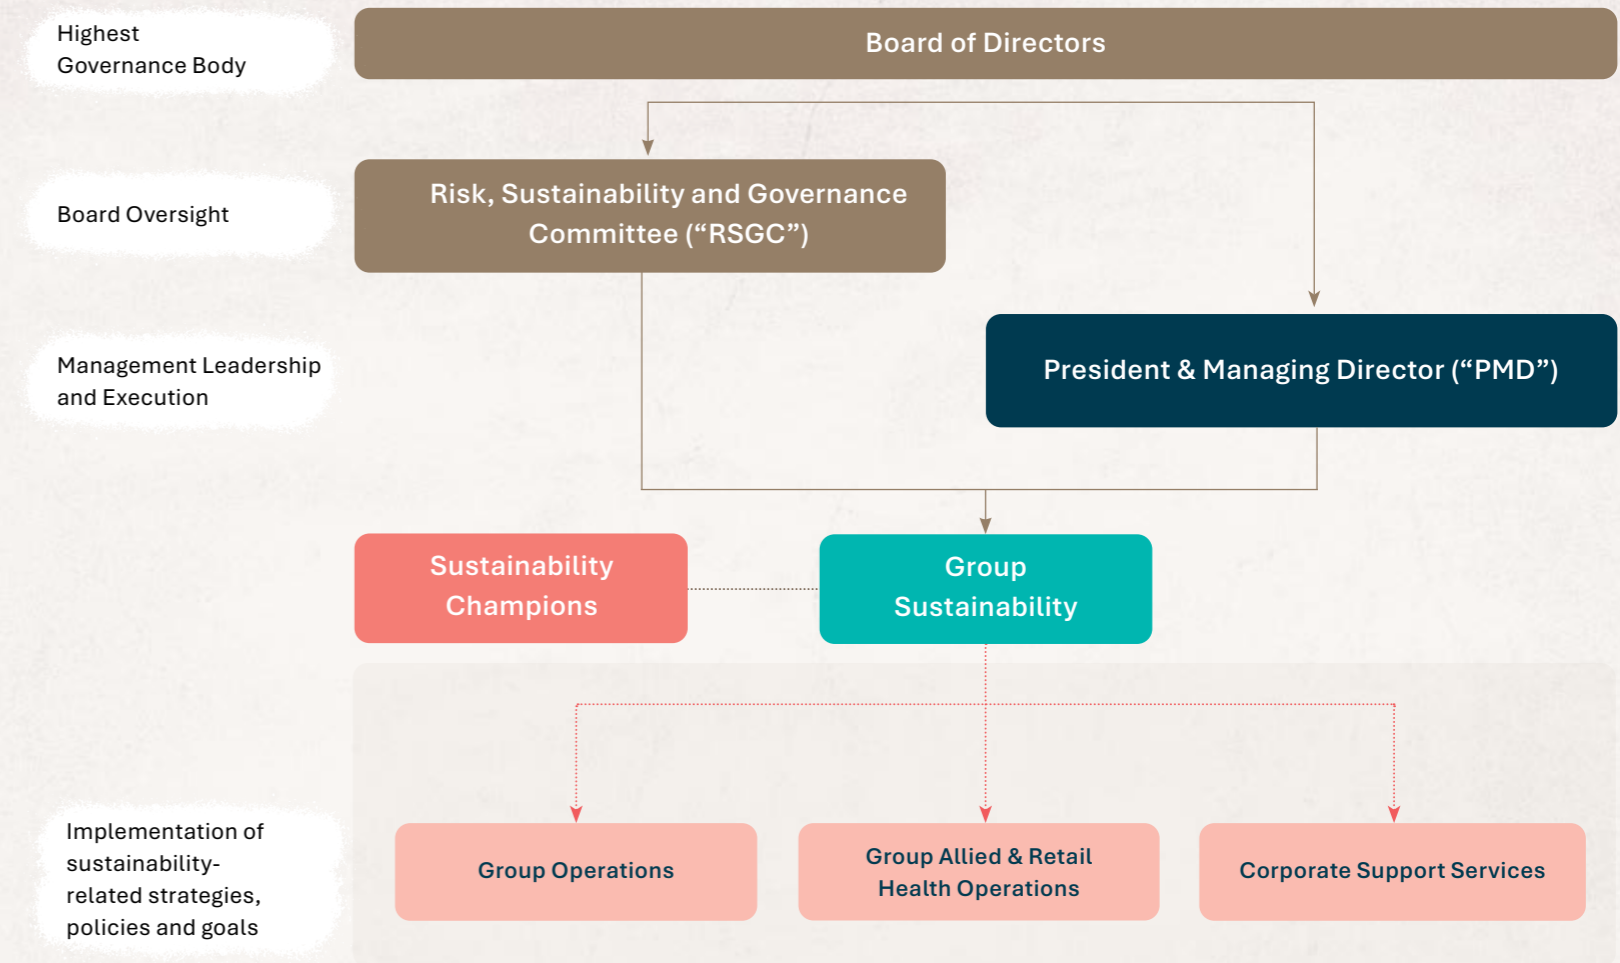 Highest
Governance Body
Board of Directors
Board Oversight
Risk, Sustainability and Governance
Committee (“RSGC”)
Management Leadership
and Execution
President & Managing Director (“PMD”)
Sustainability
Champions
Group
Sustainability
Implementation of
sustainability-
related strategies,
policies and goals
Group Operations
Group Allied & Retail
Health Operations
Corporate Support Services